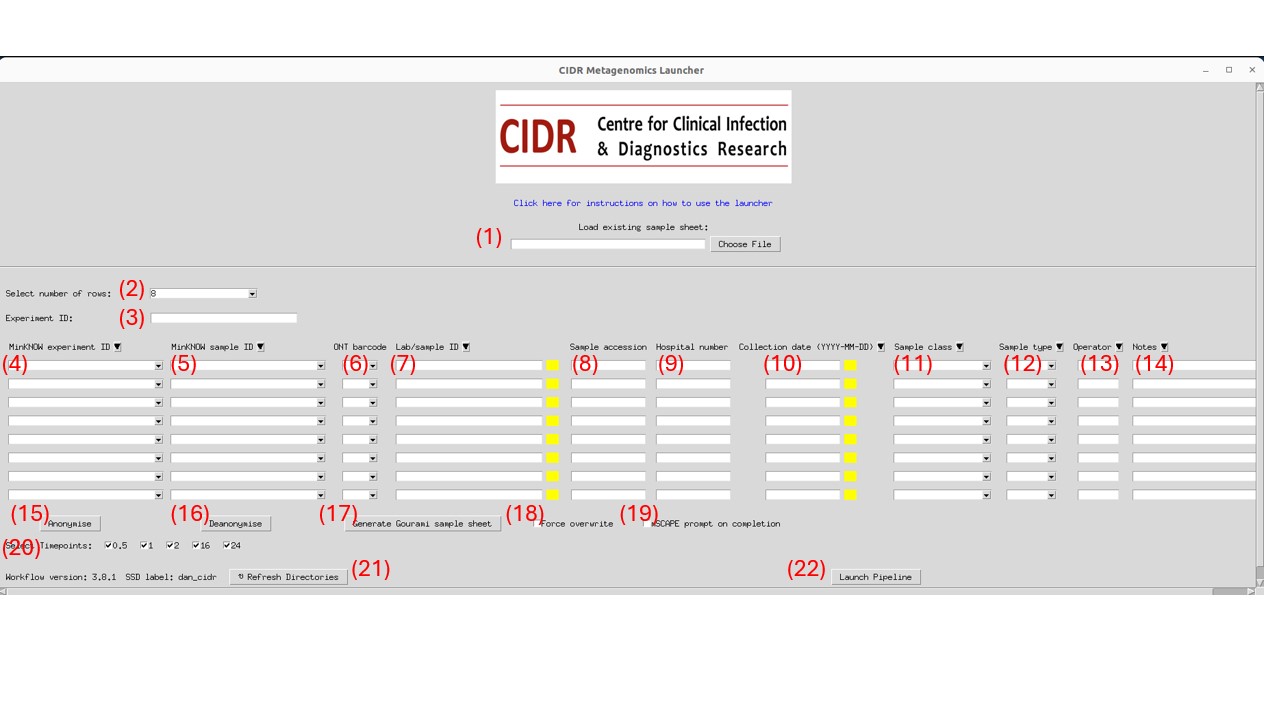 CIDR Metagenomics Launcher
CIDR Centre for Clinical Infection
& Diagnostics Research
Click here for instructions on how to use the launcher
Load existing sample sheet:
(1) Choose File
Select number of rows: (2) 8
Experiment ID: (3)
MinKNOW experiment ID MinKNOW sample ID ONT barcode Lab/sample ID Sample accession Hospital number Collection date (YYYY-MM-DD) Sample class Sample type Operator Notes
(4) (5) (6) (7) (8) (9) (10) (11) (12) (13) (14)
(15) Anonymise (16) Deanonymise (17) Generate Gourami sample sheet (18) Force overwrite (19) mSCAPE prompt on completion
(20) Select Timepoints: 0.5 1 2 16 24
Workflow version: 3.8.1 SSD label: dan_cidr Refresh Directories (21) (22) Launch Pipeline